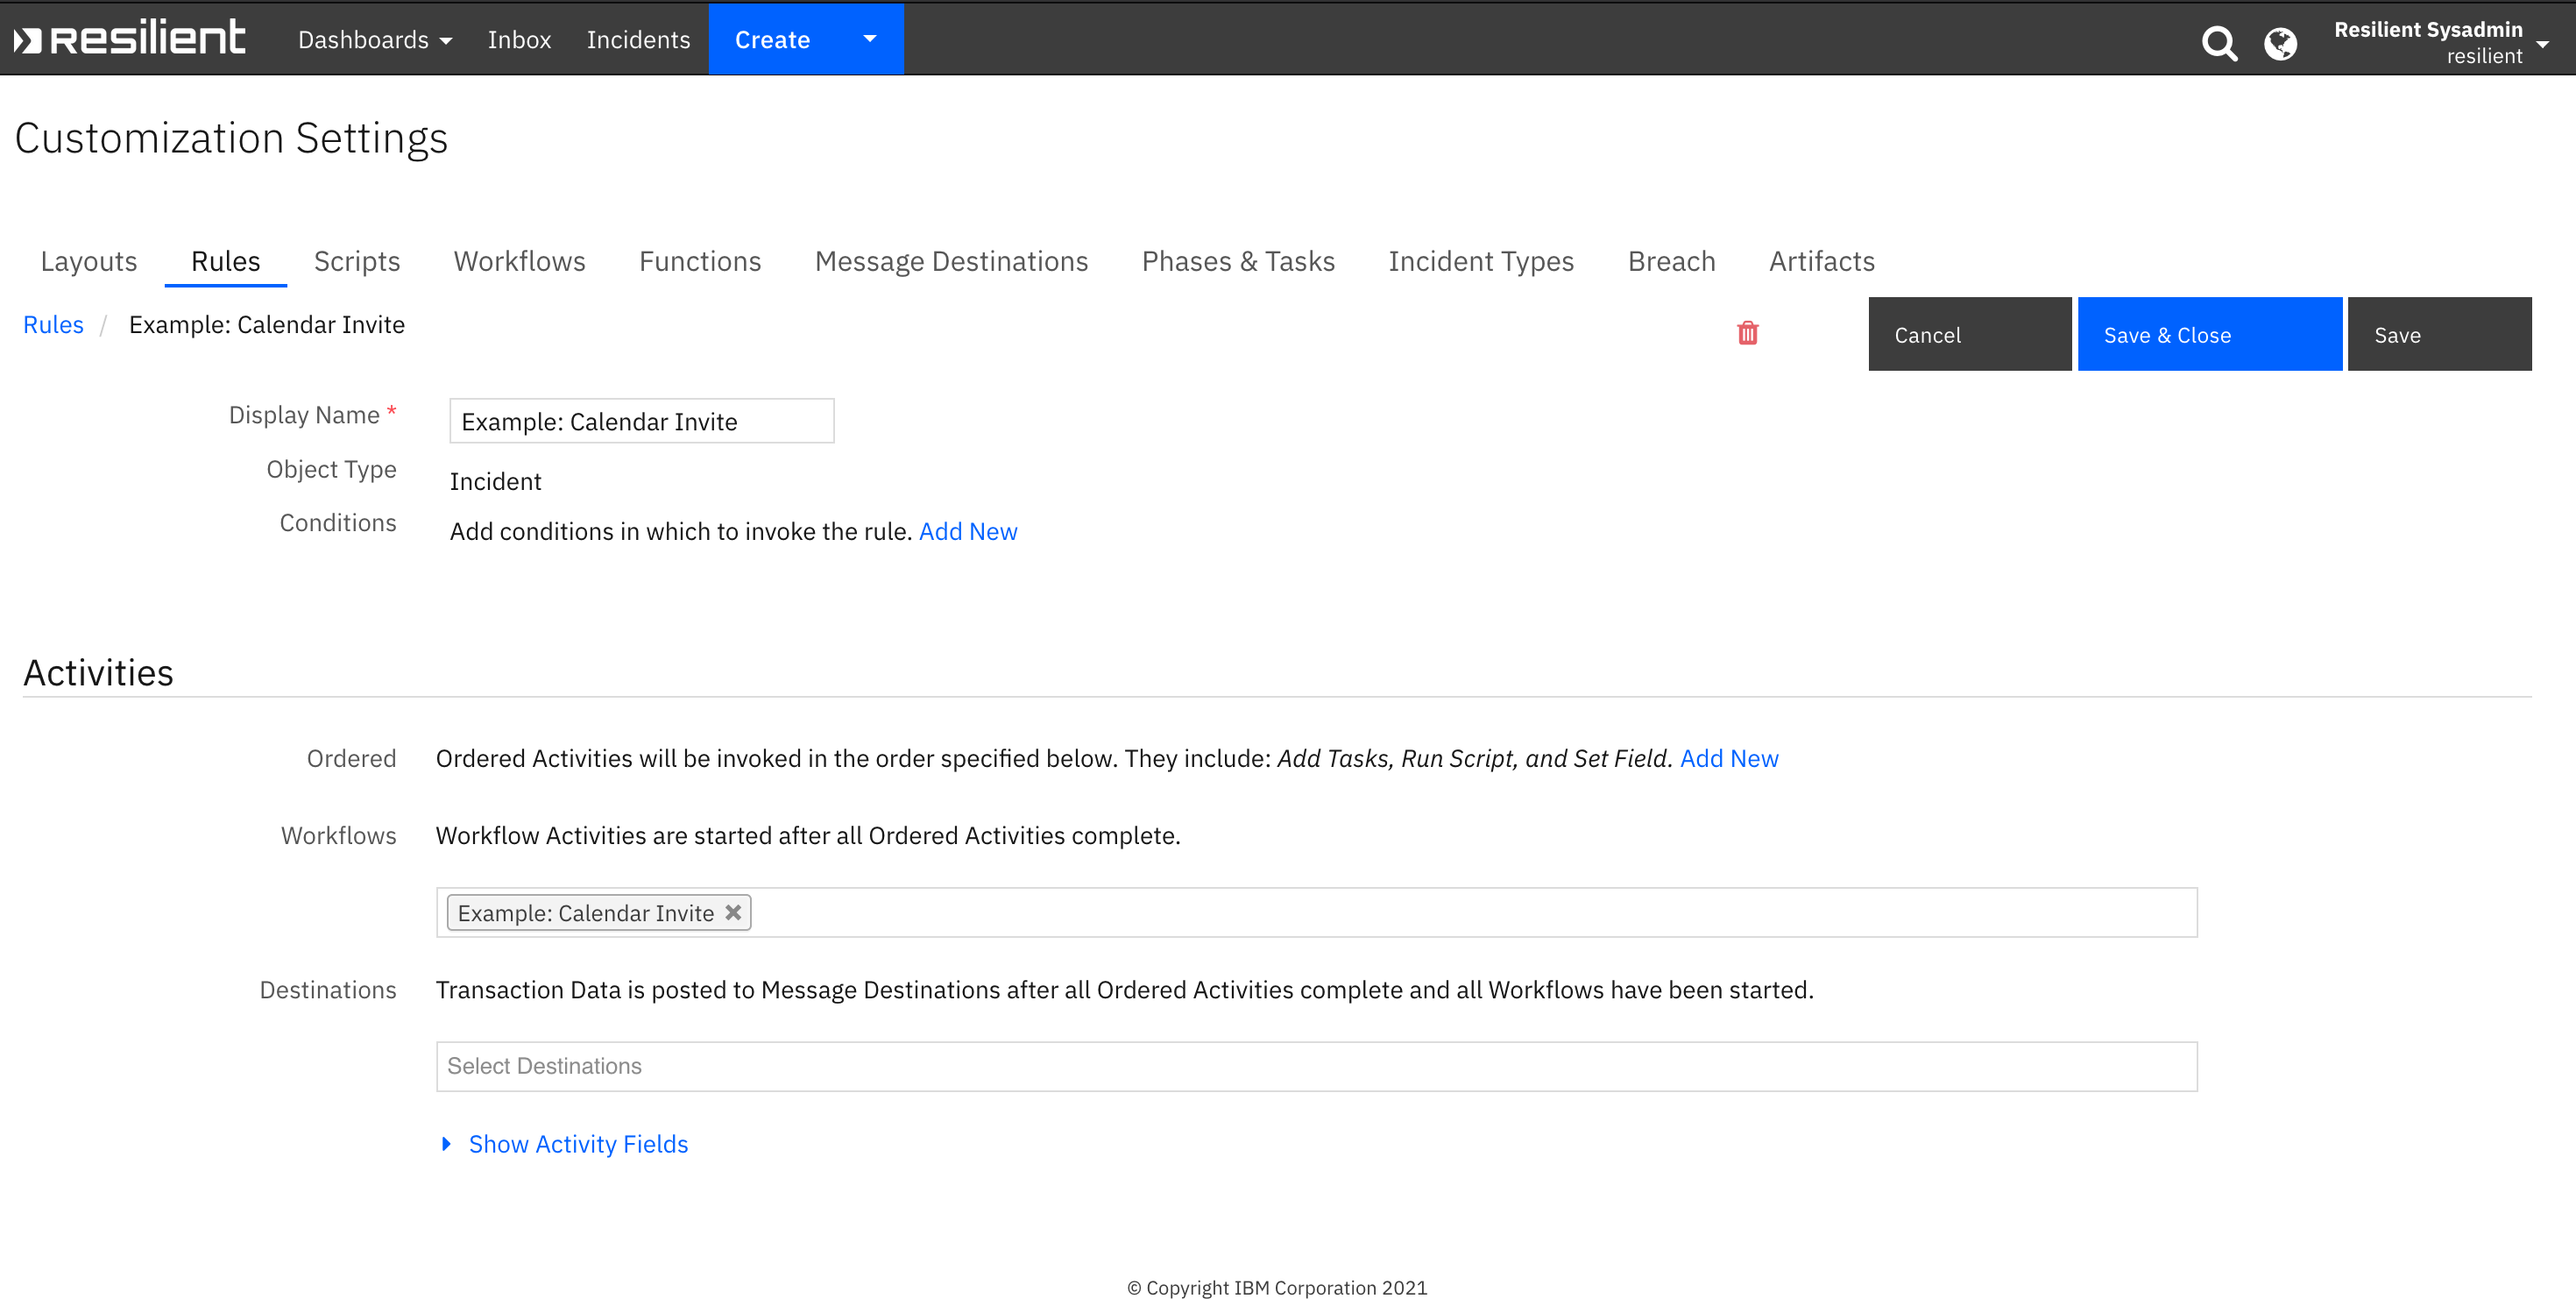 resilient Dashboards Inbox Incidents Create Resilient Sysadmin
resilient
Customization Settings
Layouts Rules Scripts Workflows Functions Message Destinations Phases & Tasks Incident Types Breach Artifacts
Rules / Example: Calendar Invite Cancel Save & Close Save
Display Name * Example: Calendar Invite
Object Type Incident
Conditions Add conditions in which to invoke the rule. Add New
Activities
Ordered Ordered Activities will be invoked in the order specified below. They include: Add Tasks, Run Script, and Set Field. Add New
Workflows Workflow Activities are started after all Ordered Activities complete.
Example: Calendar Invite
Destinations Transaction Data is posted to Message Destinations after all Ordered Activities complete and all Workflows have been started.
Select Destinations
Show Activity Fields
© Copyright IBM Corporation 2021